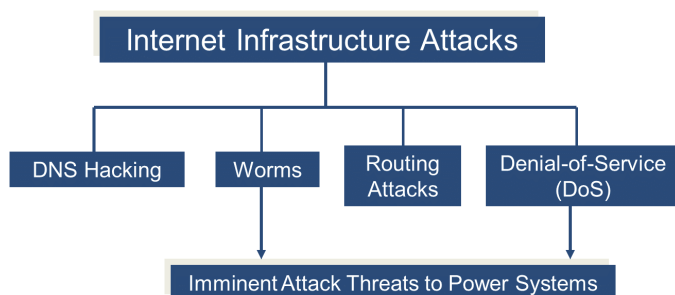 Internet Infrastructure Attacks
DNS Hacking
Worms
Routing
Attacks
Denial-of-Service
(DoS)
Imminent Attack Threats to Power Systems